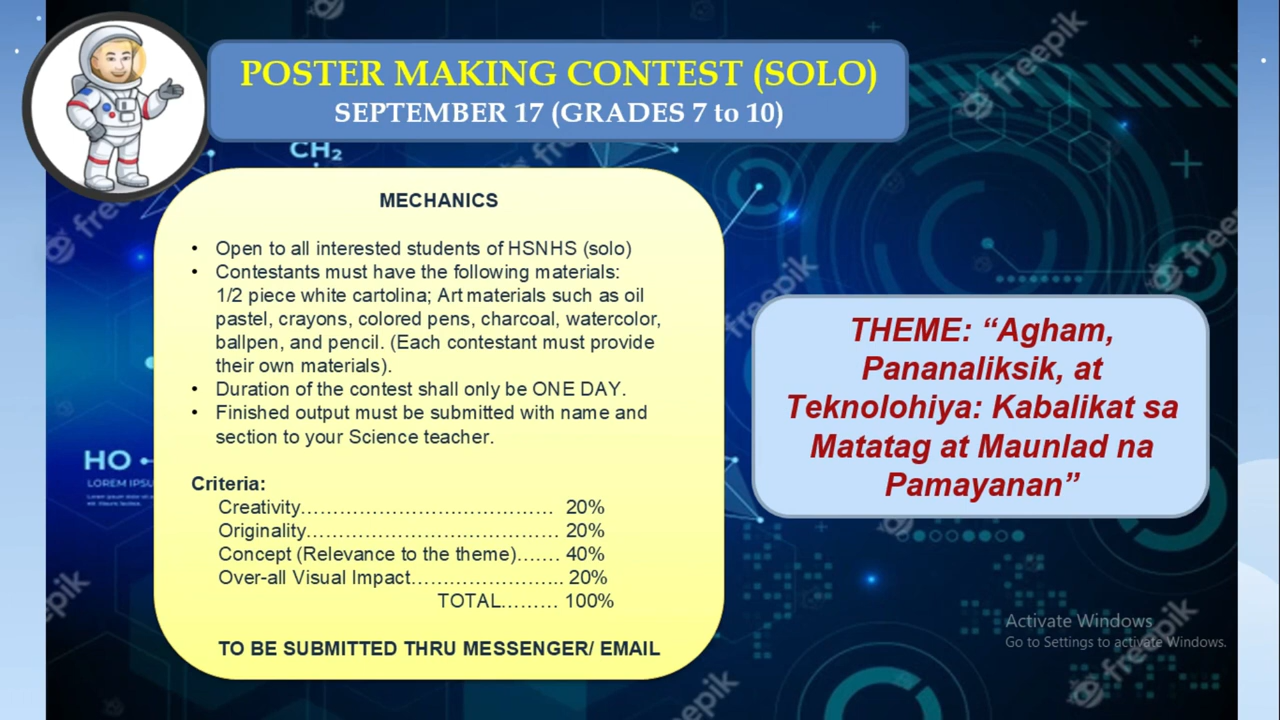 POSTER MAKING CONTEST (SOLO)
SEPTEMBER 17 (GRADES 7 to 10)
CH₂
MECHANICS
• Open to all interested students of HSNHS (solo)
• Contestants must have the following materials:
1/2 piece white cartolina; Art materials such as oil
pastel, crayons, colored pens, charcoal, watercolor,
ballpen, and pencil. (Each contestant must provide
their own materials).
• Duration of the contest shall only be ONE DAY.
• Finished output must be submitted with name and
section to your Science teacher.
Criteria:
Creativity…………………………………… 20%
Originality…………………………………… 20%
Concept (Relevance to the theme)……. 40%
Over-all Visual Impact…………………….. 20%
TOTAL……… 100%
TO BE SUBMITTED THRU MESSENGER/ EMAIL
THEME: “Agham,
Pananaliksik, at
Teknolohiya: Kabalikat sa
Matatag at Maunlad na
Pamayanan”
HO
LOREM IPSU
Activate Windows
Go to Settings to activate Windows.
freepik
freepik
freepik
freepik
freepik
freepik